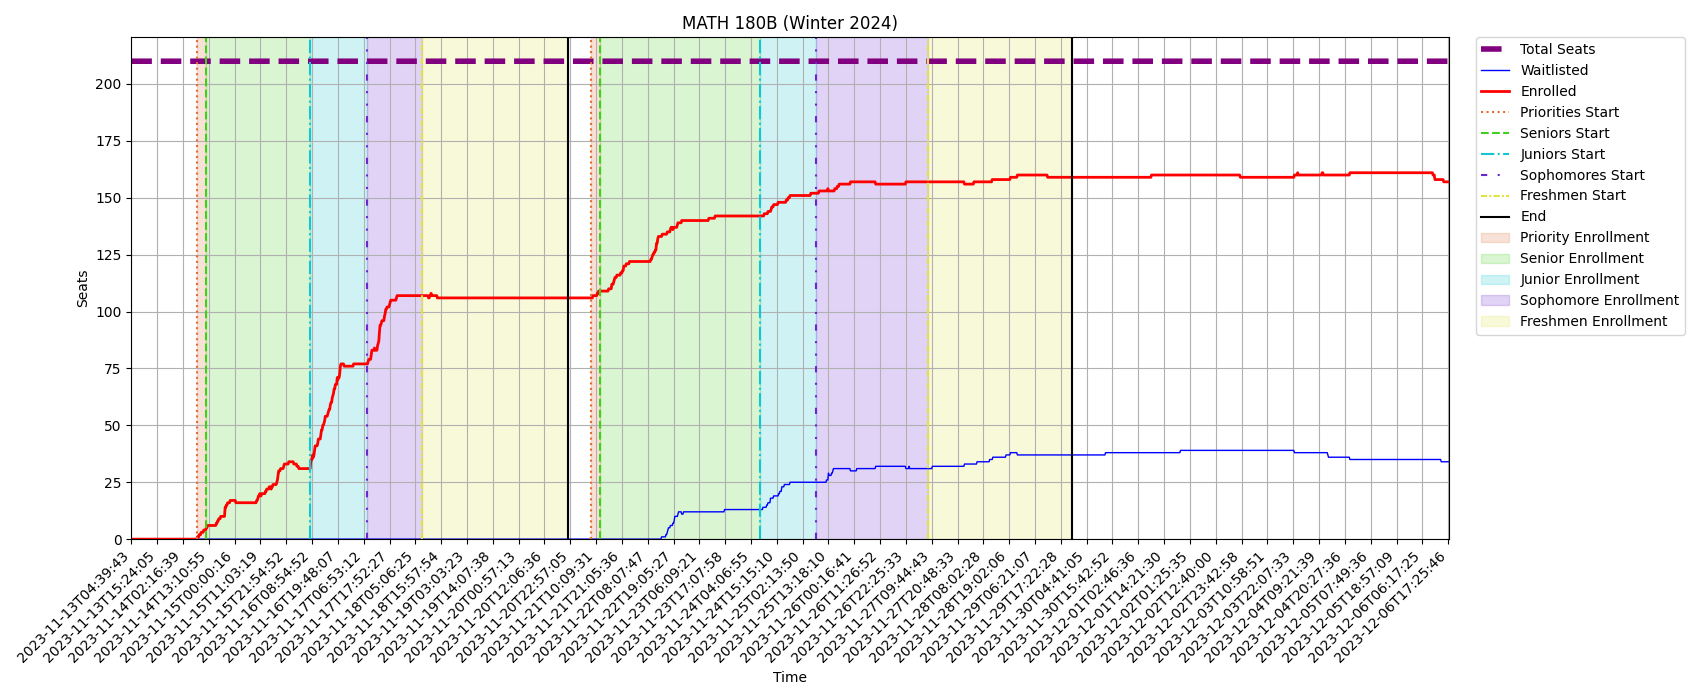 MATH 180B (Winter 2024)
Seats
200
175
150
125
100
75
50
25
0
2023-11-13T04:39:43
2023-11-13T15:24:05
2023-11-14T02:16:39
2023-11-14T13:10:55
2023-11-15T00:00:16
2023-11-15T11:03:19
2023-11-15T21:54:52
2023-11-16T08:54:52
2023-11-16T19:48:07
2023-11-17T06:53:12
2023-11-17T17:52:27
2023-11-18T05:06:25
2023-11-18T15:57:54
2023-11-19T03:03:23
2023-11-19T14:07:38
2023-11-20T00:57:13
2023-11-20T12:06:36
2023-11-20T22:57:05
2023-11-21T10:09:31
2023-11-21T21:05:36
2023-11-22T08:07:47
2023-11-22T19:05:27
2023-11-23T06:09:21
2023-11-23T17:07:58
2023-11-24T04:06:55
2023-11-24T15:15:10
2023-11-25T02:13:50
2023-11-25T13:18:10
2023-11-26T00:16:41
2023-11-26T11:26:52
2023-11-26T22:25:33
2023-11-27T09:44:43
2023-11-27T20:48:33
2023-11-28T08:02:28
2023-11-28T19:02:06
2023-11-29T06:21:07
2023-11-29T17:22:28
2023-11-30T04:41:05
2023-11-30T15:42:52
2023-12-01T02:46:36
2023-12-01T14:21:30
2023-12-02T01:25:35
2023-12-02T12:40:00
2023-12-02T23:42:58
2023-12-03T10:58:51
2023-12-03T22:07:33
2023-12-04T09:21:39
2023-12-04T20:27:36
2023-12-05T07:49:36
2023-12-05T18:57:09
2023-12-06T06:17:25
2023-12-06T17:25:46
Time
Total Seats
Waitlisted
Enrolled
Priorities Start
Seniors Start
Juniors Start
Sophomores Start
Freshmen Start
End
Priority Enrollment
Senior Enrollment
Junior Enrollment
Sophomore Enrollment
Freshmen Enrollment